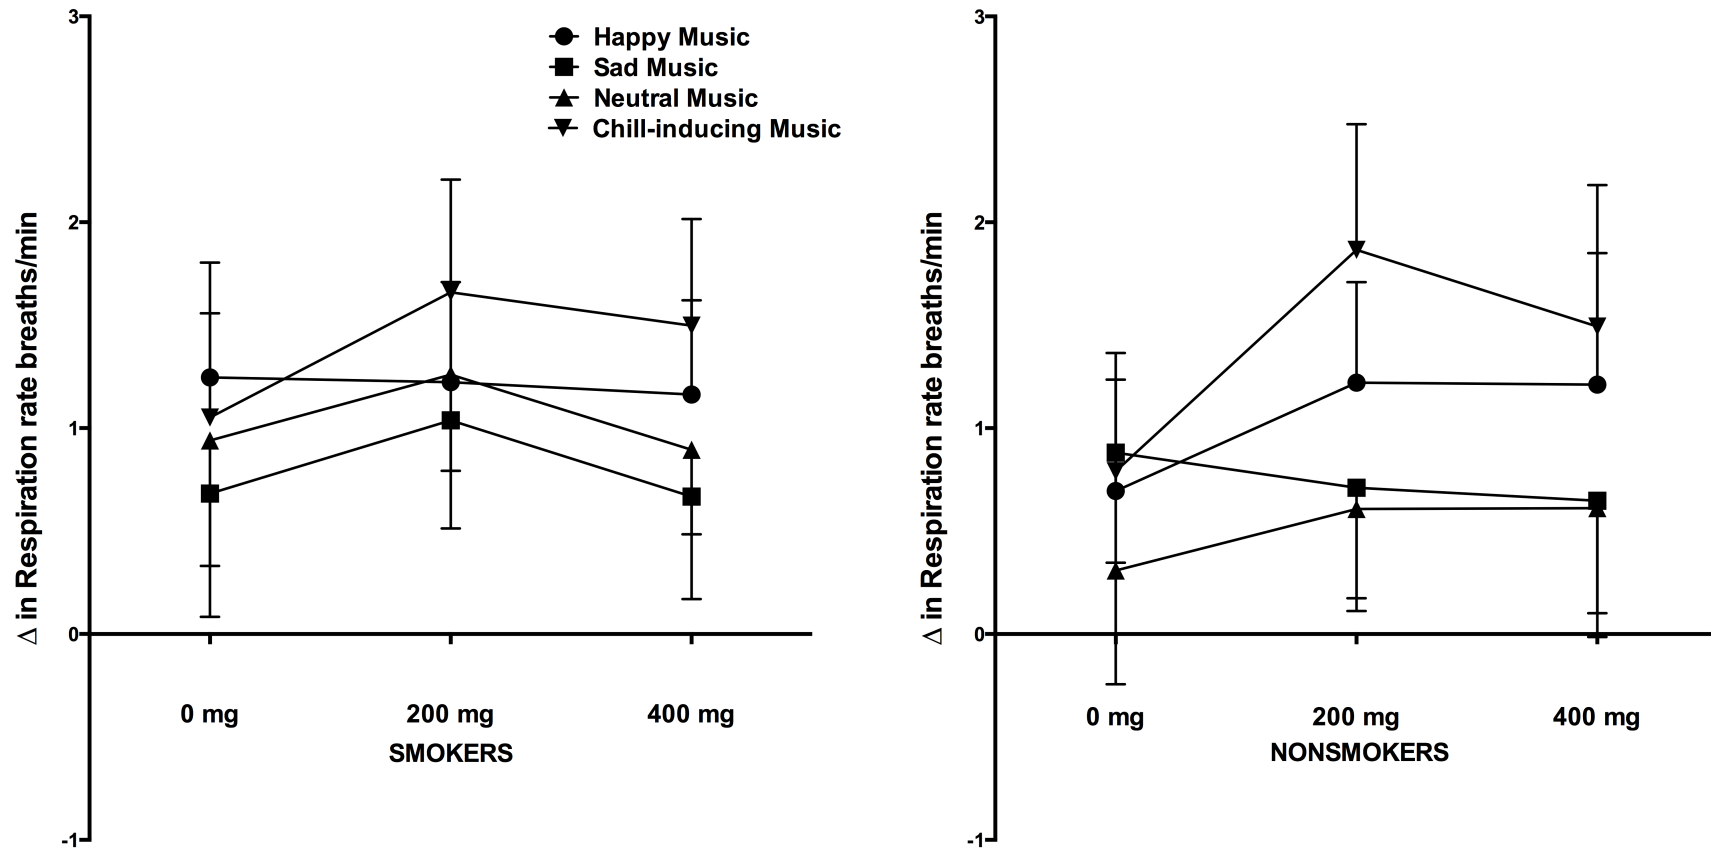 3
2
1
0
-1
Δ in Respiration rate breaths/min
Happy Music
Sad Music
Neutral Music
Chill-inducing Music
0 mg 200 mg 400 mg
SMOKERS
3
2
1
0
-1
Δ in Respiration rate breaths/min
0 mg 200 mg 400 mg
NONSMOKERS